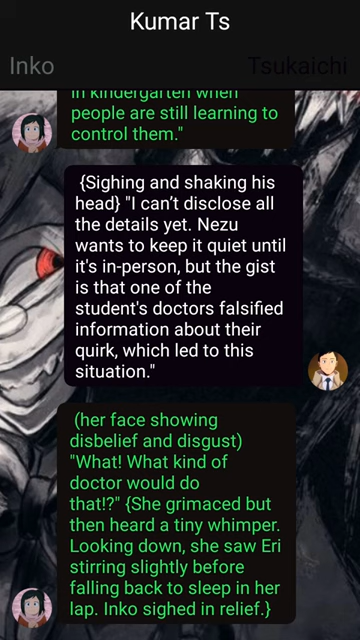 Kumar Ts
Inko
Tsukaichi
in kindergarten when
people are still learning to
control them."
{Sighing and shaking his
head} "I can't disclose all
the details yet. Nezu
wants to keep it quiet until
it's in-person, but the gist
is that one of the
student's doctors falsified
information about their
quirk, which led to this
situation."
(her face showing
disbelief and disgust)
"What! What kind of
doctor would do
that!?" {She grimaced but
then heard a tiny whimper.
Looking down, she saw Eri
stirring slightly before
falling back to sleep in her
lap. Inko sighed in relief.}